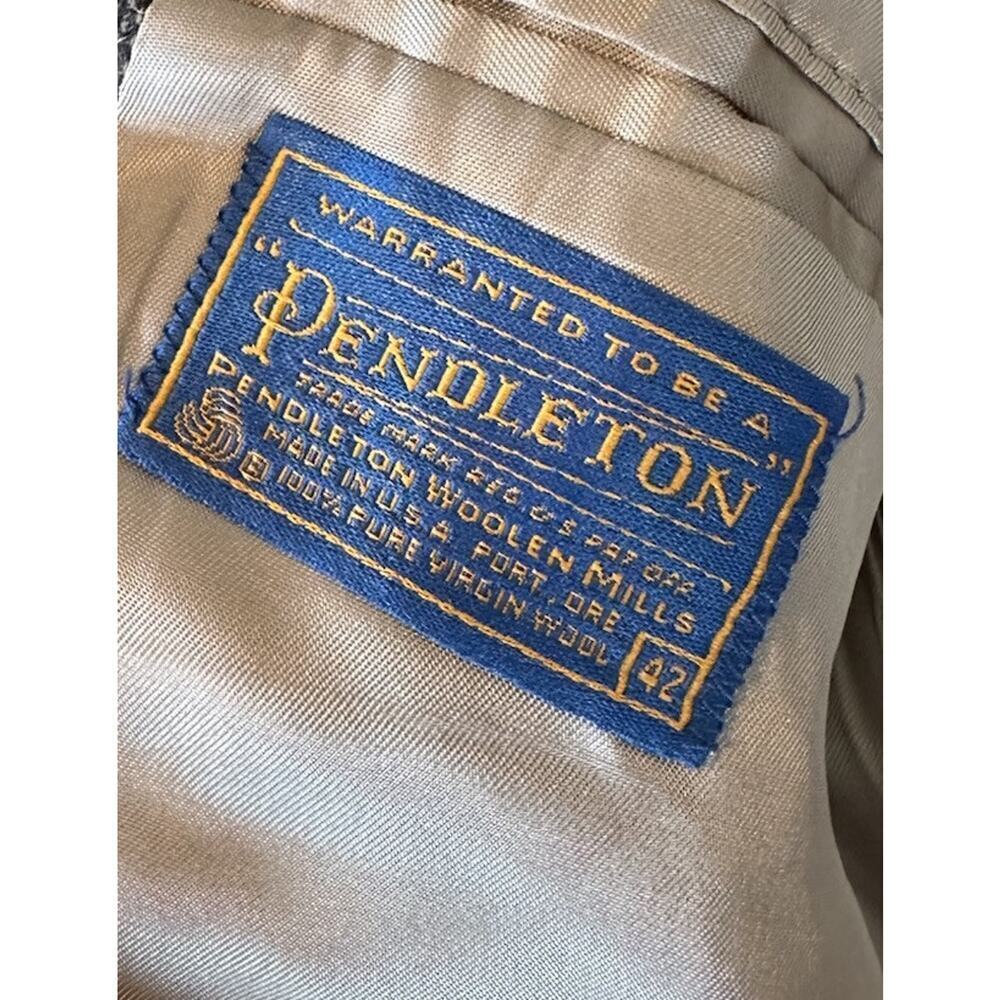 WARRANTED TO BE A
"PENDLETON"
TRADE MARK REG. U S PAT OFF.
PENDLETON WOOLEN MILLS
MADE IN U.S.A. PORT, ORE
R 100% PURE VIRGIN WOOL
42